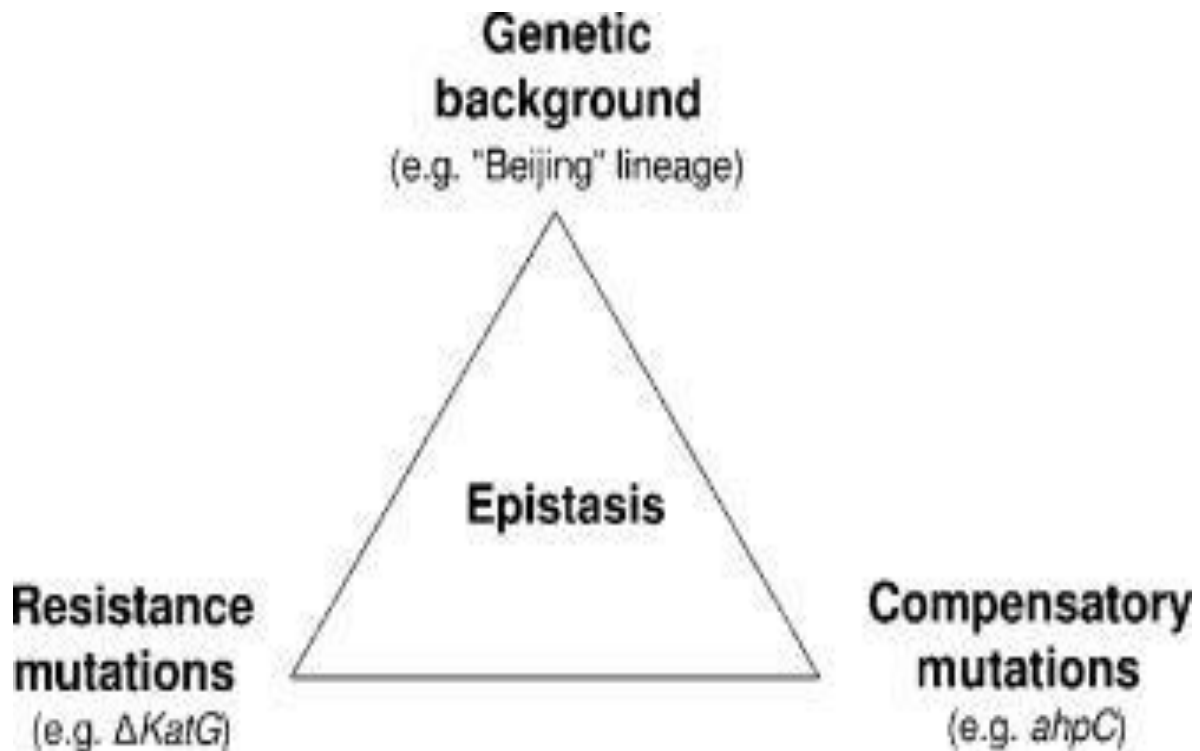 Genetic
background
(e.g. "Beijing" lineage)
Epistasis
Resistance
mutations
(e.g. ΔKatG)
Compensatory
mutations
(e.g. ahpC)